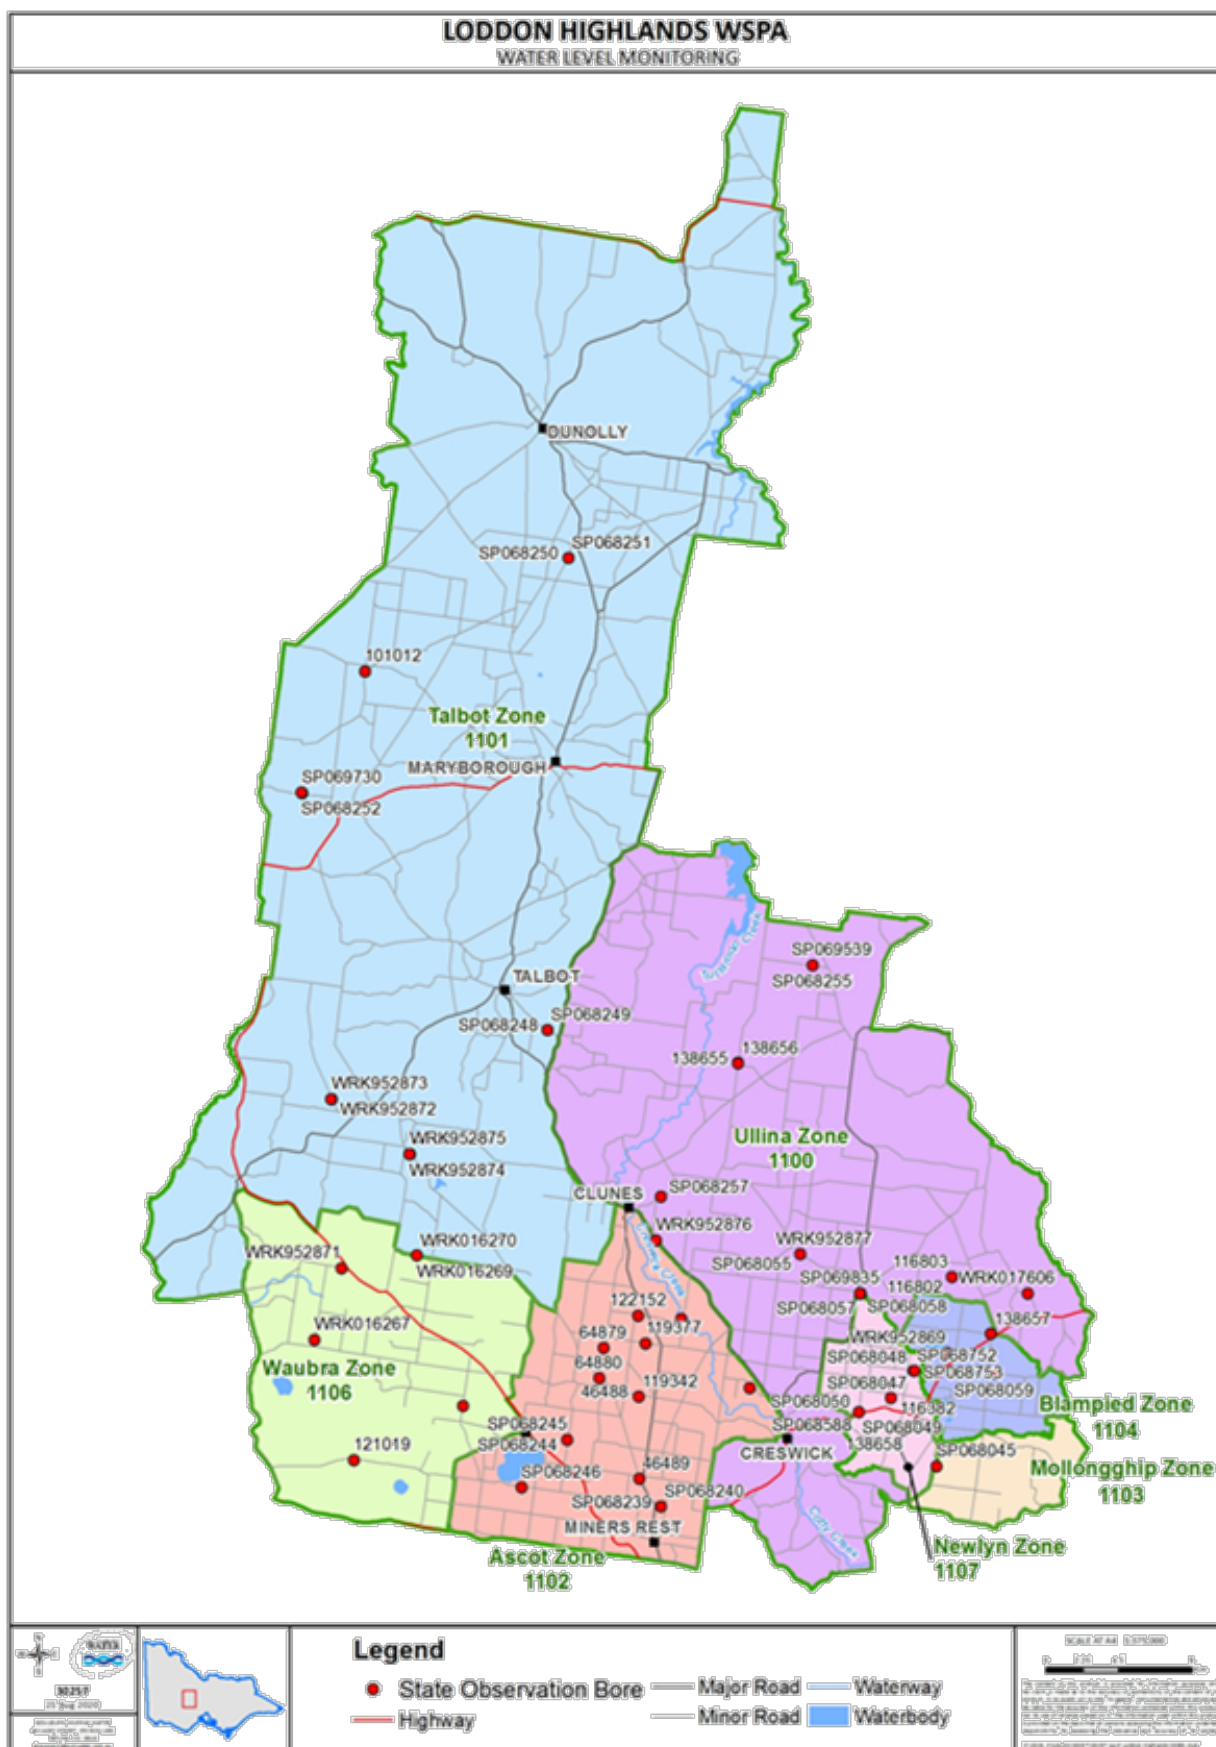 LODDON HIGHLANDS WSPA
WATER LEVEL MONITORING
DUNOLLY
SP068251
SP068250
101012
Talbot Zone
1101
MARYBOROUGH
SP069730
SP068252
SP069539
SP068255
TALBOT
SP068249
SP068248
138656
138655
WRK952873
WRK952872
Ullina Zone
1100
WRK952875
WRK952874
CLUNES
SP068257
WRK952876
WRK016270
WRK952871
WRK016269
WRK952877
SP068055
116803
SP069835
116802
WRK017606
SP068057
SP068058
122152
WRK016267
119377
138657
64879
WRK952869
SP068048
SP068752
SP068753
Waubra Zone
1106
64880
119342
46488
SP068047
SP068059
SP068050
116382
Blampied Zone
1104
SP068245
SP068588
SP068049
SP068244
CRESWICK
138658
SP068045
121019
SP068246
46489
Mollongghip Zone
1103
SP068240
SP068239
MINERS REST
Ascot Zone
1102
Newlyn Zone
1107
Legend
State Observation Bore
Major Road
Waterway
Highway
Minor Road
Waterbody